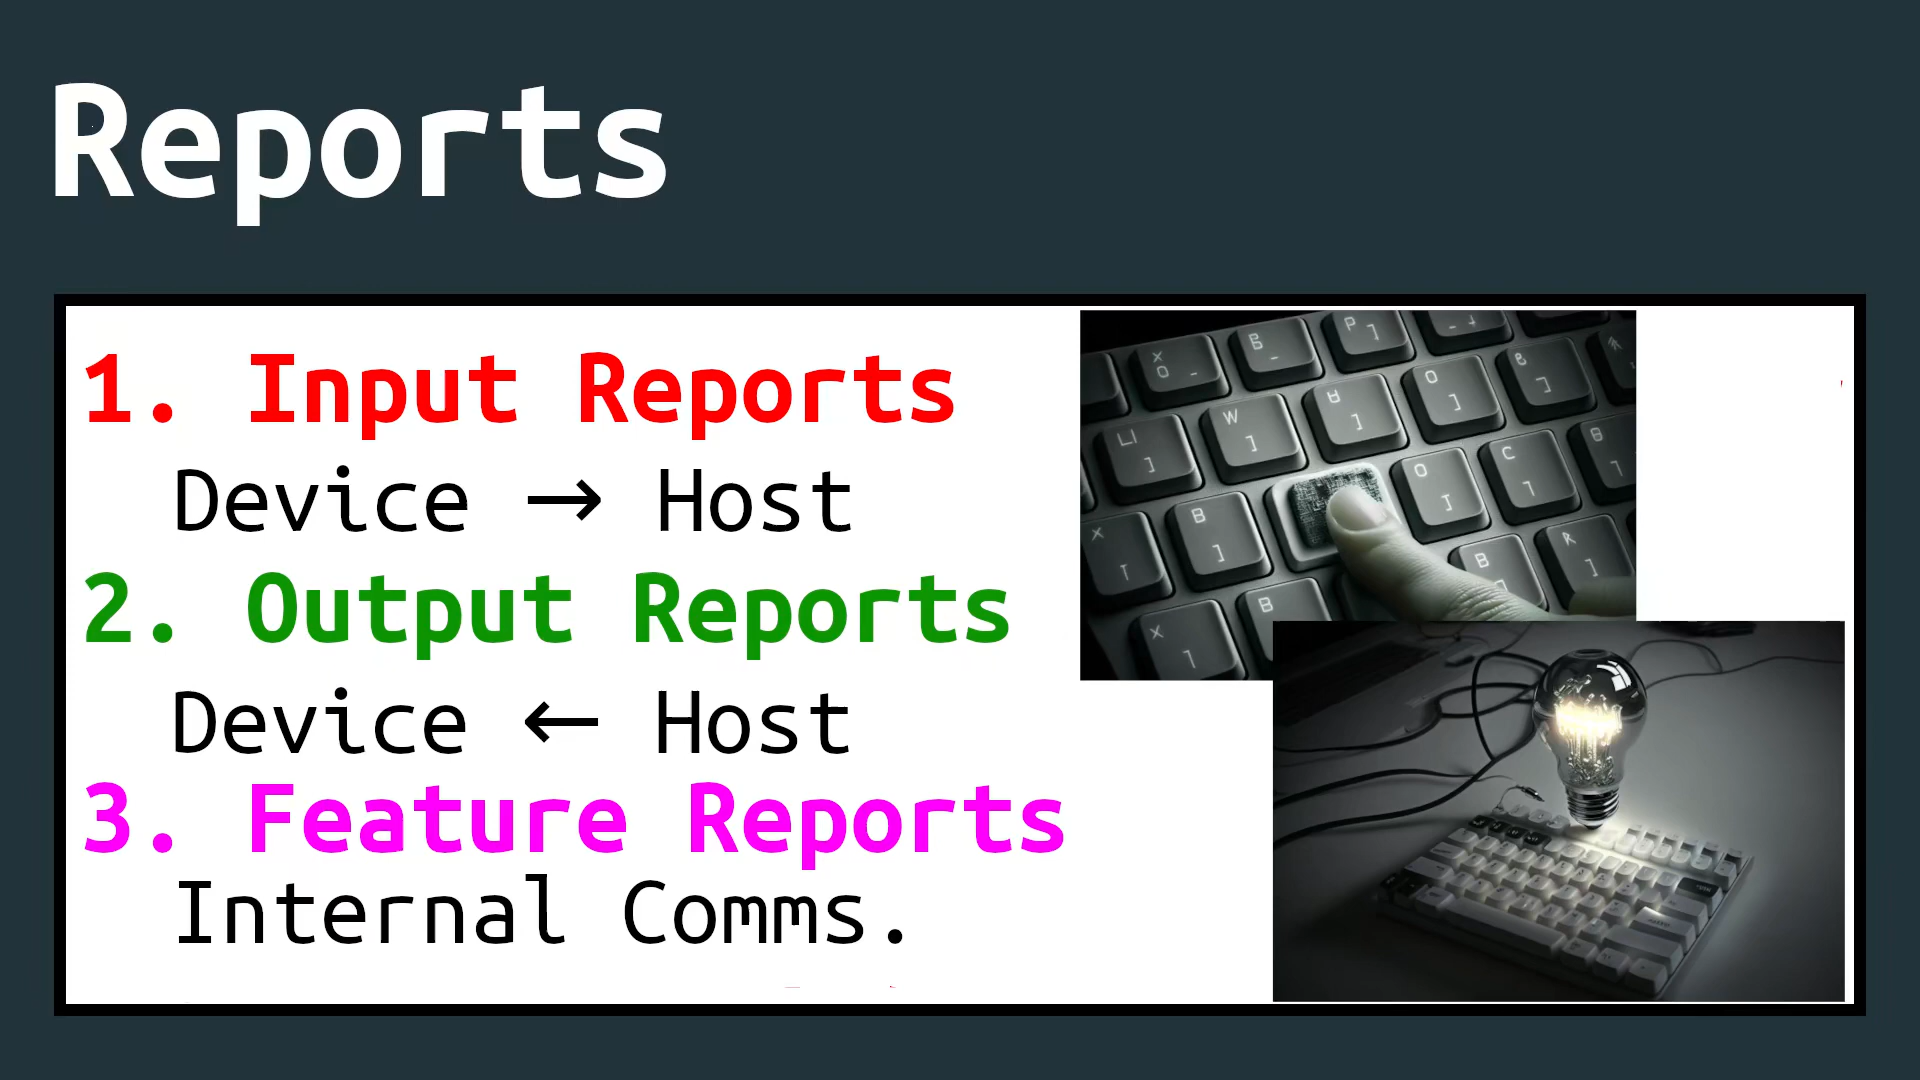 Reports
1. Input Reports
Device → Host
2. Output Reports
Device ← Host
3. Feature Reports
Internal Comms.